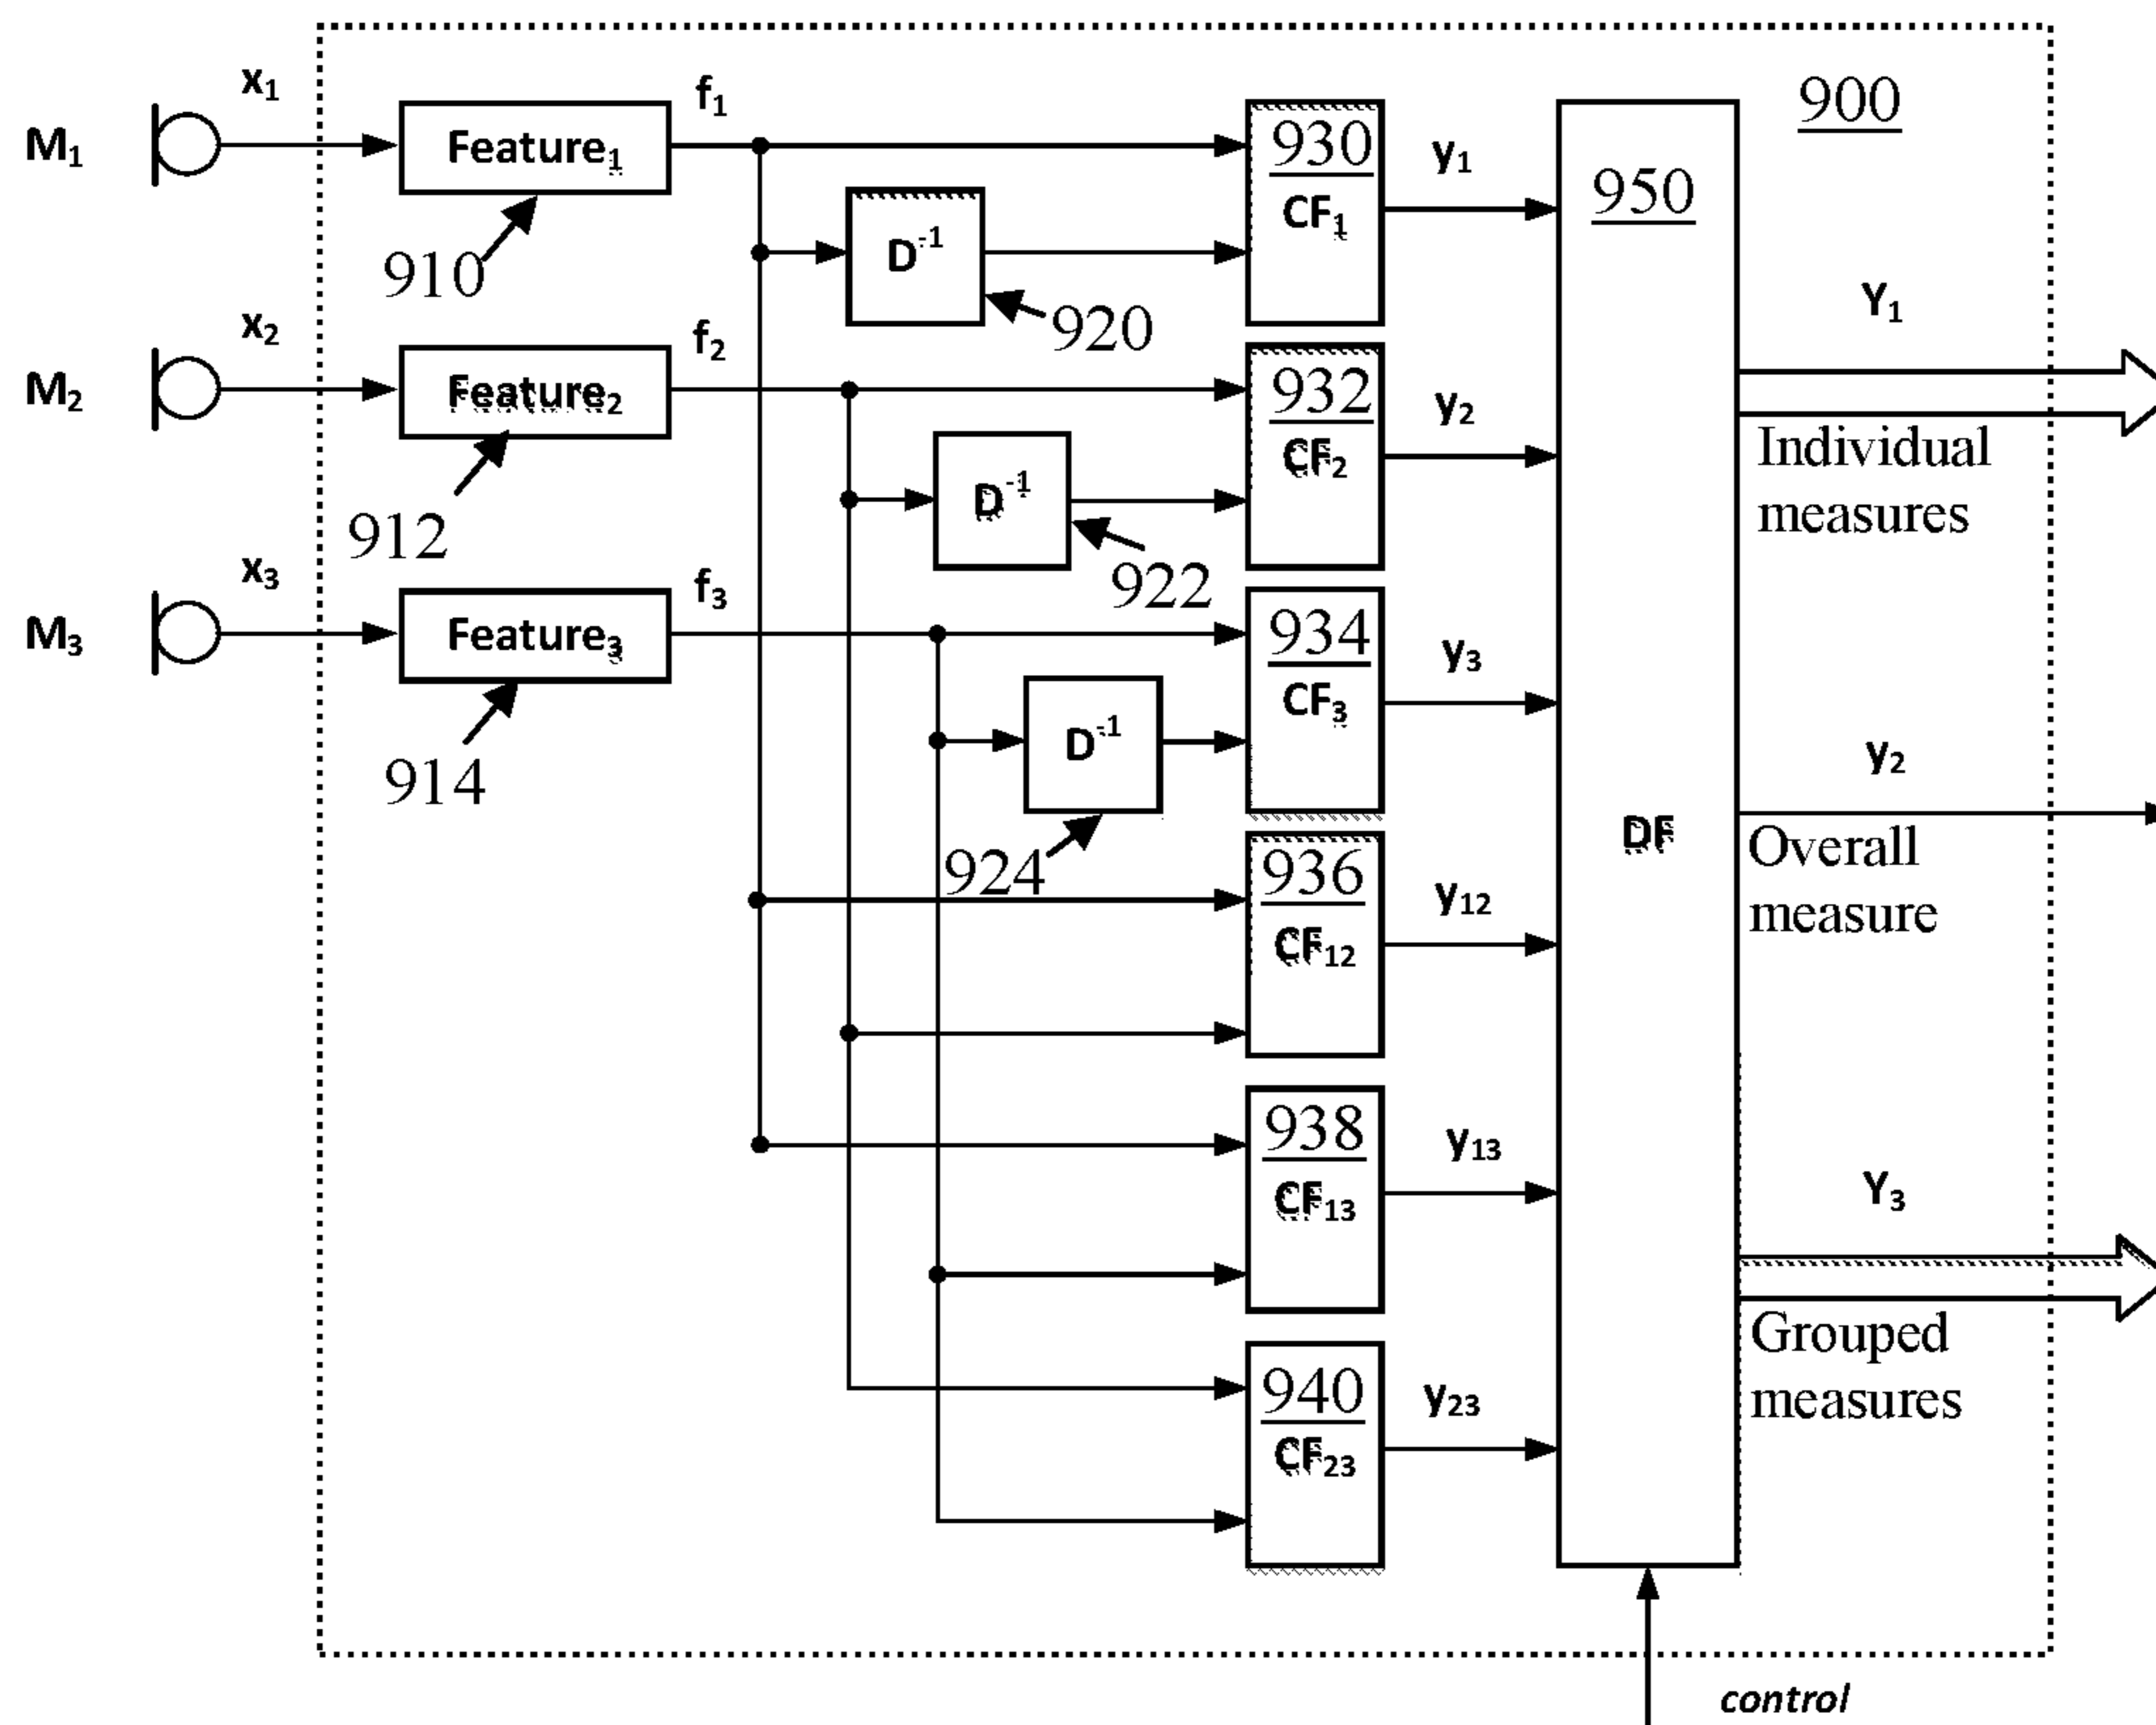 x₁
M₁
Feature₁
f₁
910
D⁻¹
920
930
CF₁
y₁
950
900
x₂
M₂
Feature₂
f₂
912
D⁻¹
922
932
CF₂
y₂
Y₁
Individual
measures
x₃
M₃
Feature₃
f₃
914
D⁻¹
924
934
CF₃
y₃
DF
y₂
Overall
measure
936
CF₁₂
y₁₂
938
CF₁₃
y₁₃
Y₃
Grouped
measures
940
CF₂₃
y₂₃
control